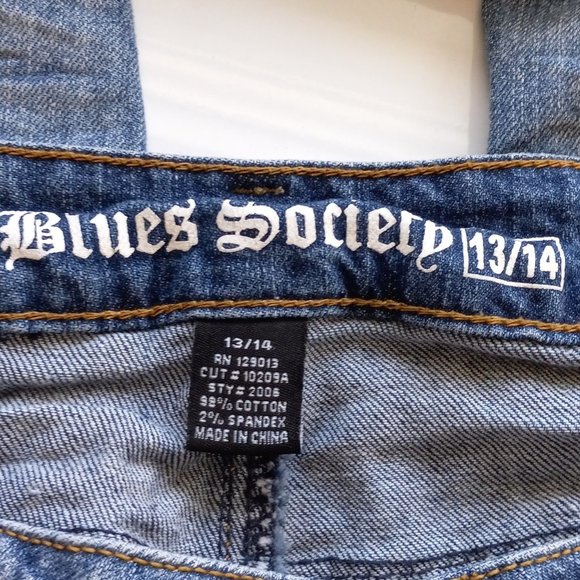 Blues Society 13/14
13/14
RN 129013
CUT# 10209A
STY# 2006
98% COTTON
2% SPANDEX
MADE IN CHINA